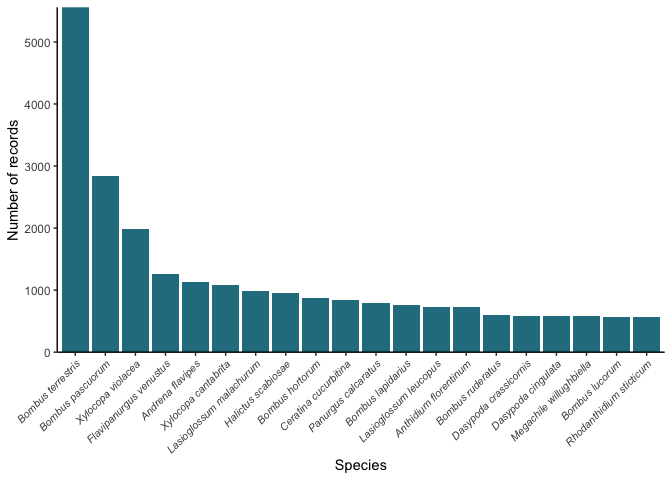 Number of records
5000
4000
3000
2000
1000
0
Bombus terrestris
Bombus pascuorum
Xylocopa violacea
Flavipanurgus venustus
Andrena flavipes
Xylocopa cantabrita
Lasioglossum malachurum
Halictus scabiosae
Bombus hortorum
Ceratina cucurbitina
Panurgus calcaratus
Bombus lapidarius
Lasioglossum leucopus
Anthidium florentinum
Bombus ruderatus
Dasypoda crassicornis
Dasypoda cingulata
Megachile willughbiella
Bombus lucorum
Rhodanthidium sticticum
Species